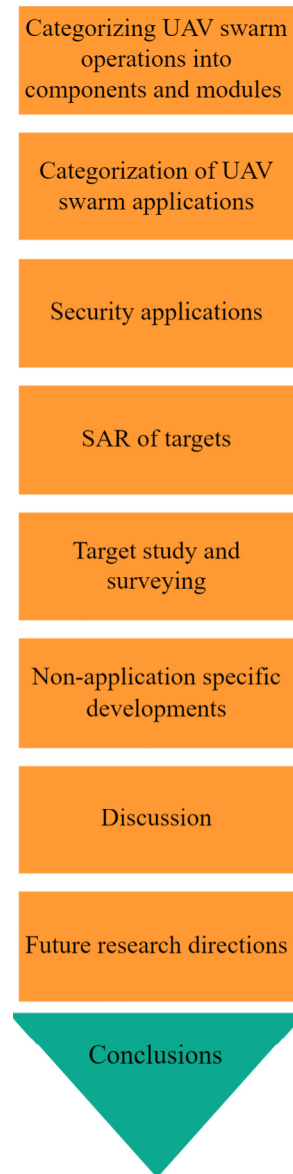 Categorizing UAV swarm
operations into
components and modules
Categorization of UAV
swarm applications
Security applications
SAR of targets
Target study and
surveying
Non-application specific
developments
Discussion
Future research directions
Conclusions